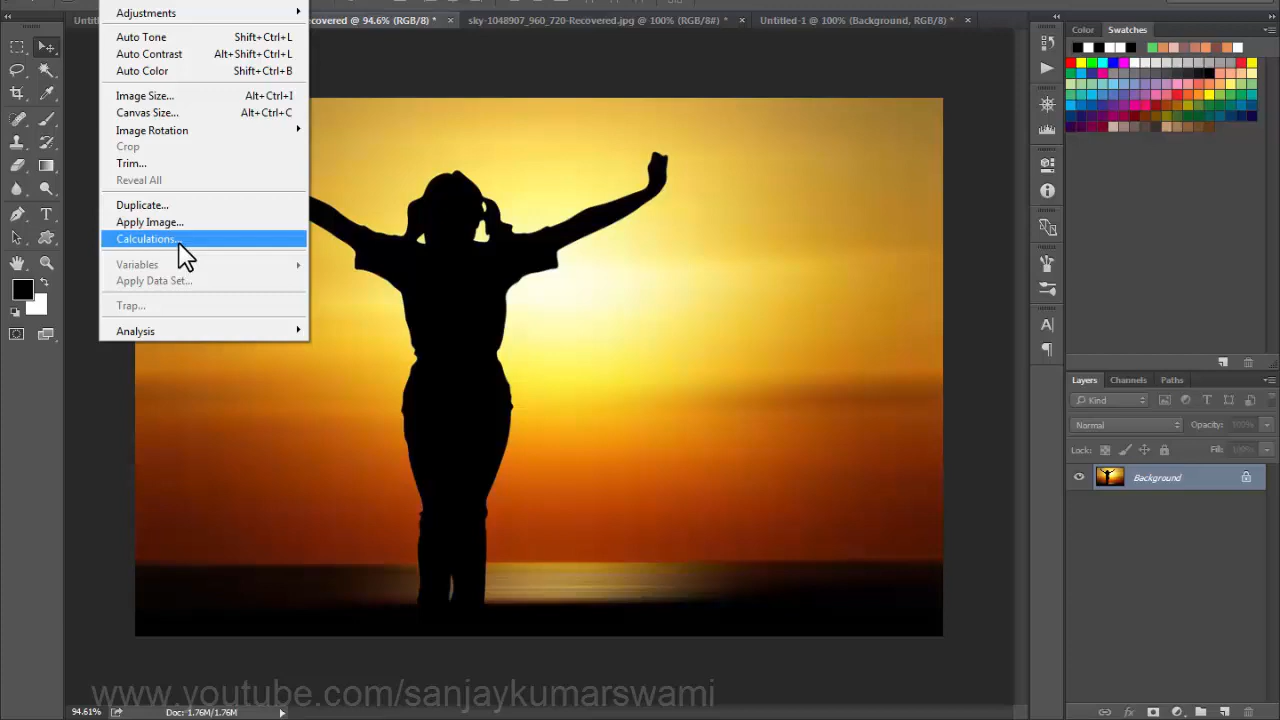 Adjustments
ecovered @ 94.6% (RGB/8) *
sky-1048907_960_720-Recovered.jpg @ 100% (RGB/8#) *
Untitled-1 @ 100% (Background, RGB/8) *
Auto Tone Shift+Ctrl+L
Auto Contrast Alt+Shift+Ctrl+L
Auto Color Shift+Ctrl+B
Image Size... Alt+Ctrl+I
Canvas Size... Alt+Ctrl+C
Image Rotation
Crop
Trim...
Reveal All
Duplicate...
Apply Image...
Calculations...
Variables
Apply Data Set...
Trap...
Analysis
Color Swatches
Layers Channels Paths
Kind
Normal Opacity: 100%
Lock: Fill: 100%
Background
www.youtube.com/sanjaykumarswami
94.61% Doc: 1.76M/1.76M